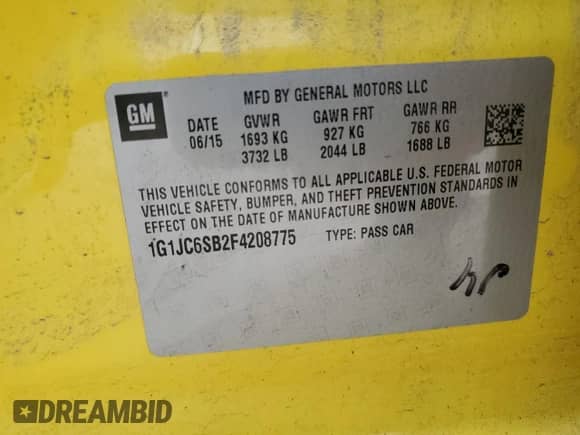 GM ®
MFD BY GENERAL MOTORS LLC
DATE GVWR GAWR FRT GAWR RR
06/15 1693 KG 927 KG 766 KG
3732 LB 2044 LB 1688 LB
THIS VEHICLE CONFORMS TO ALL APPLICABLE U.S. FEDERAL MOTOR
VEHICLE SAFETY, BUMPER, AND THEFT PREVENTION STANDARDS IN
EFFECT ON THE DATE OF MANUFACTURE SHOWN ABOVE.
1G1JC6SB2F4208775 TYPE: PASS CAR
DREAMBID